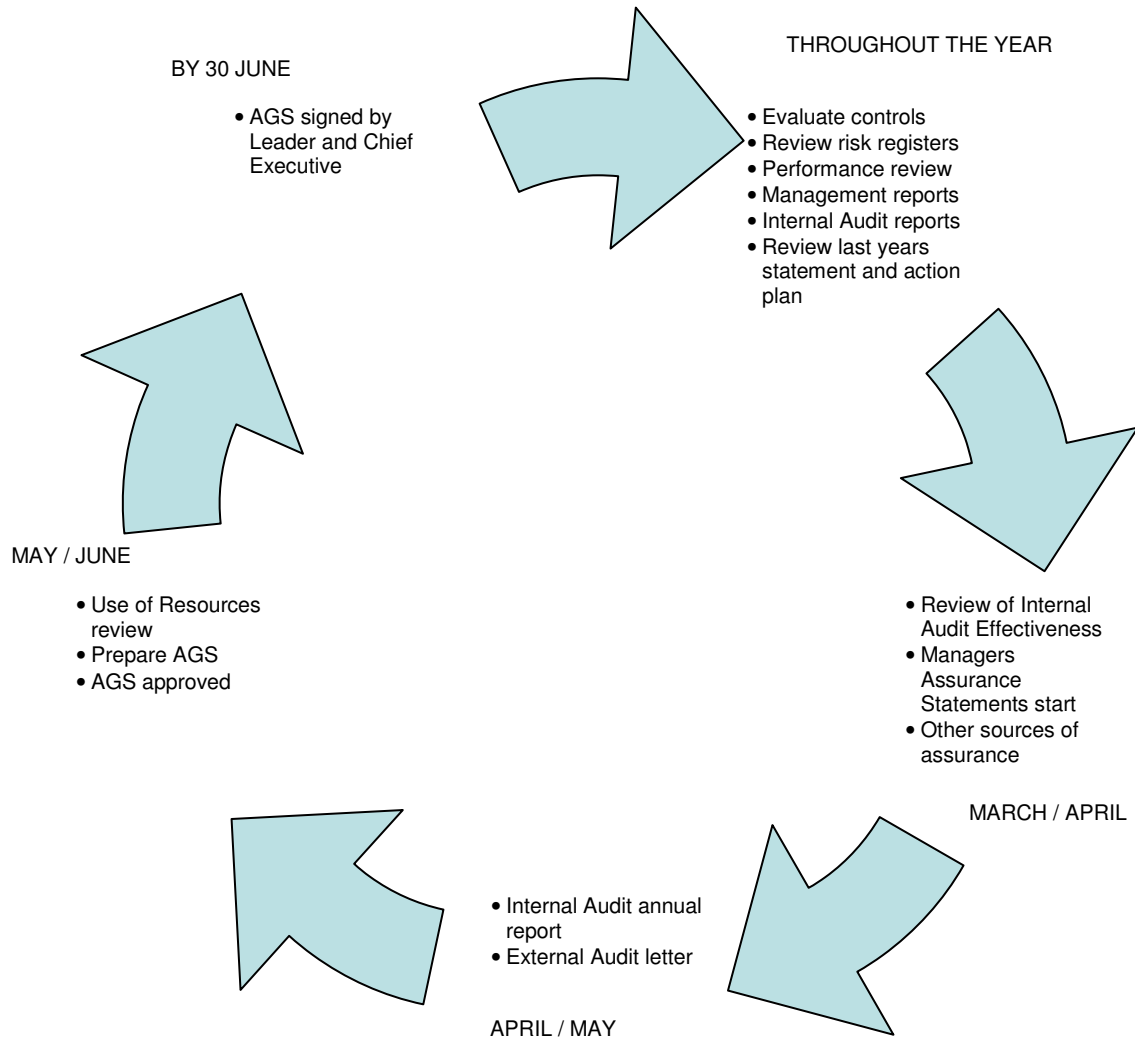 THROUGHOUT THE YEAR
• Evaluate controls
• Review risk registers
• Performance review
• Management reports
• Internal Audit reports
• Review last years
statement and action
plan
• Review of Internal
Audit Effectiveness
• Managers
Assurance
Statements start
• Other sources of
assurance
MARCH / APRIL
• Internal Audit annual
report
• External Audit letter
APRIL / MAY
MAY / JUNE
• Use of Resources
review
• Prepare AGS
• AGS approved
BY 30 JUNE
• AGS signed by
Leader and Chief
Executive